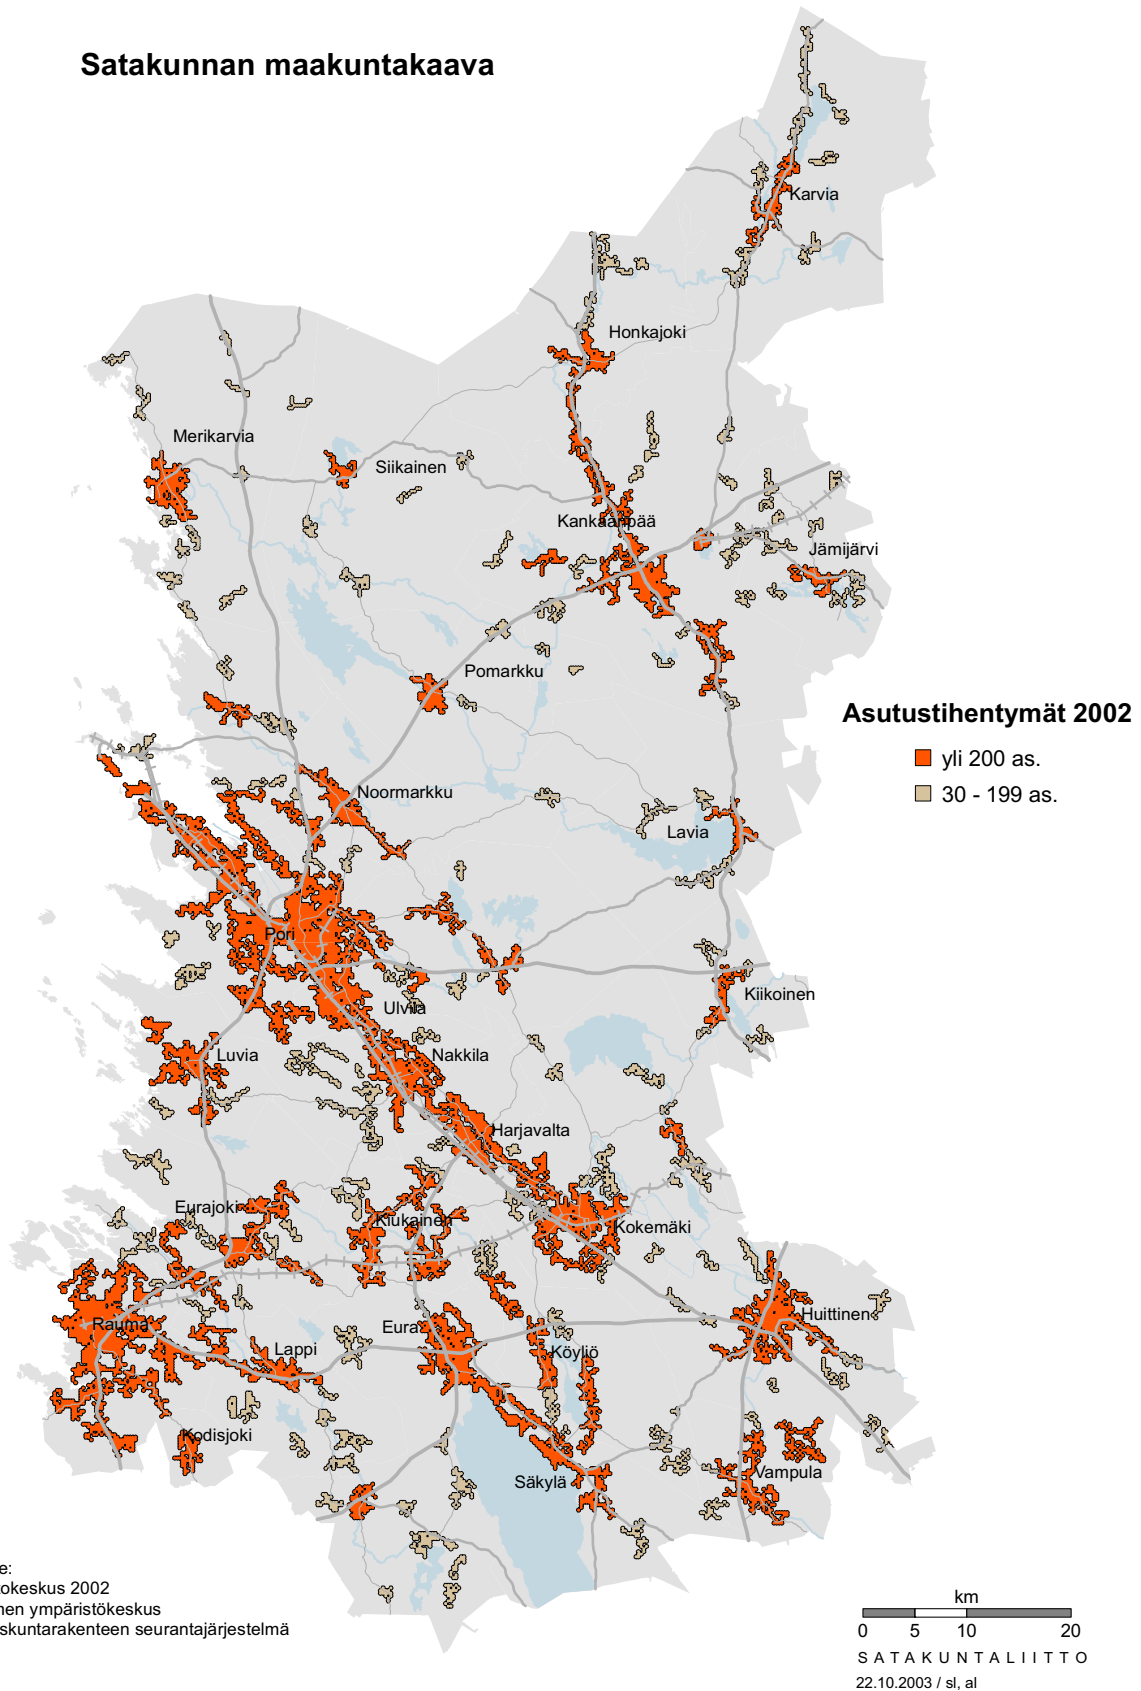 Satakunnan maakuntakaava
Karvia
Honkajoki
Merikarvia
Siikainen
Kankaanpää
Jämijärvi
Pomarkku
Asutustihentymät 2002
yli 200 as.
30 - 199 as.
Noormarkku
Lavia
Pori
Kiikoinen
Ulvila
Luvia
Nakkila
Harjavalta
Eurajoki
Kiukainen
Kokemäki
Rauma
Huittinen
Eura
Lappi
Köyliö
Kodisjoki
Säkylä
Vampula
e:
tokeskus 2002
nen ympäristökeskus
skuntarakenteen seurantajärjestelmä
km
0 5 10 20
SATAKUNTALIITTO
22.10.2003 / sl, al